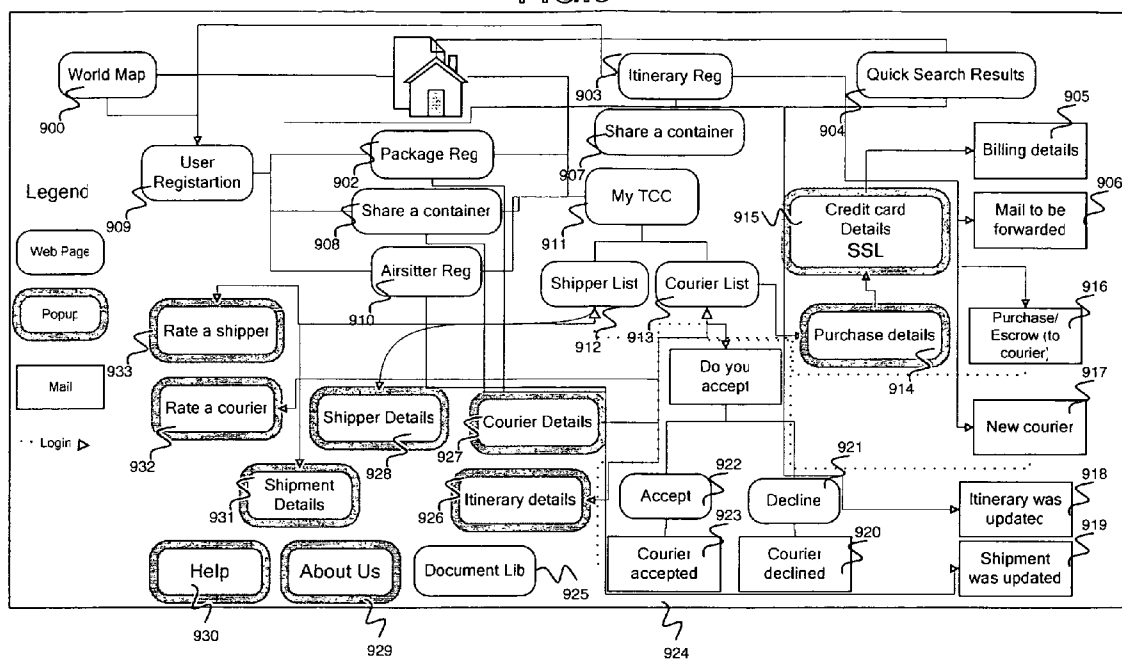 World Map
Itinerary Reg
Quick Search Results
900
903
904
905
Share a container
907
Billing details
User
Registartion
909
Package Reg
902
Legend
Share a container
908
My TCC
911
915
Credit card
Details
SSL
906
Mail to be
forwarded
Web Page
Airsitter Reg
910
Shipper List
912
Courier List
913
Popup
Rate a shipper
933
Purchase details
914
916
Purchase/
Escrow (to
courier)
Do you
accept
Mail
Rate a courier
932
Shipper Details
928
Courier Details
927
917
New courier
Login
Shipment
Details
931
Itinerary details
926
922
Accept
921
Decline
918
Itinerary was
updated
923
Courier
accepted
920
Courier
declined
919
Shipment
was updated
Help
930
About Us
929
Document Lib
925
924